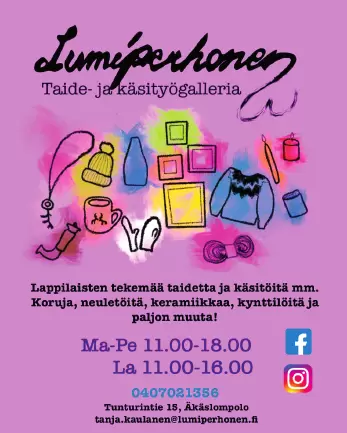 Lumiperhonen
Taide- ja käsityögalleria
Lappilaisten tekemää taidetta ja käsitöitä mm.
Koruja, neuletöitä, keramiikkaa, kynttilöitä ja
paljon muuta!
Ma-Pe 11.00-18.00
La 11.00-16.00
0407021356
Tunturintie 15, Äkäslompolo
tanja.kaulanen@lumiperhonen.fi